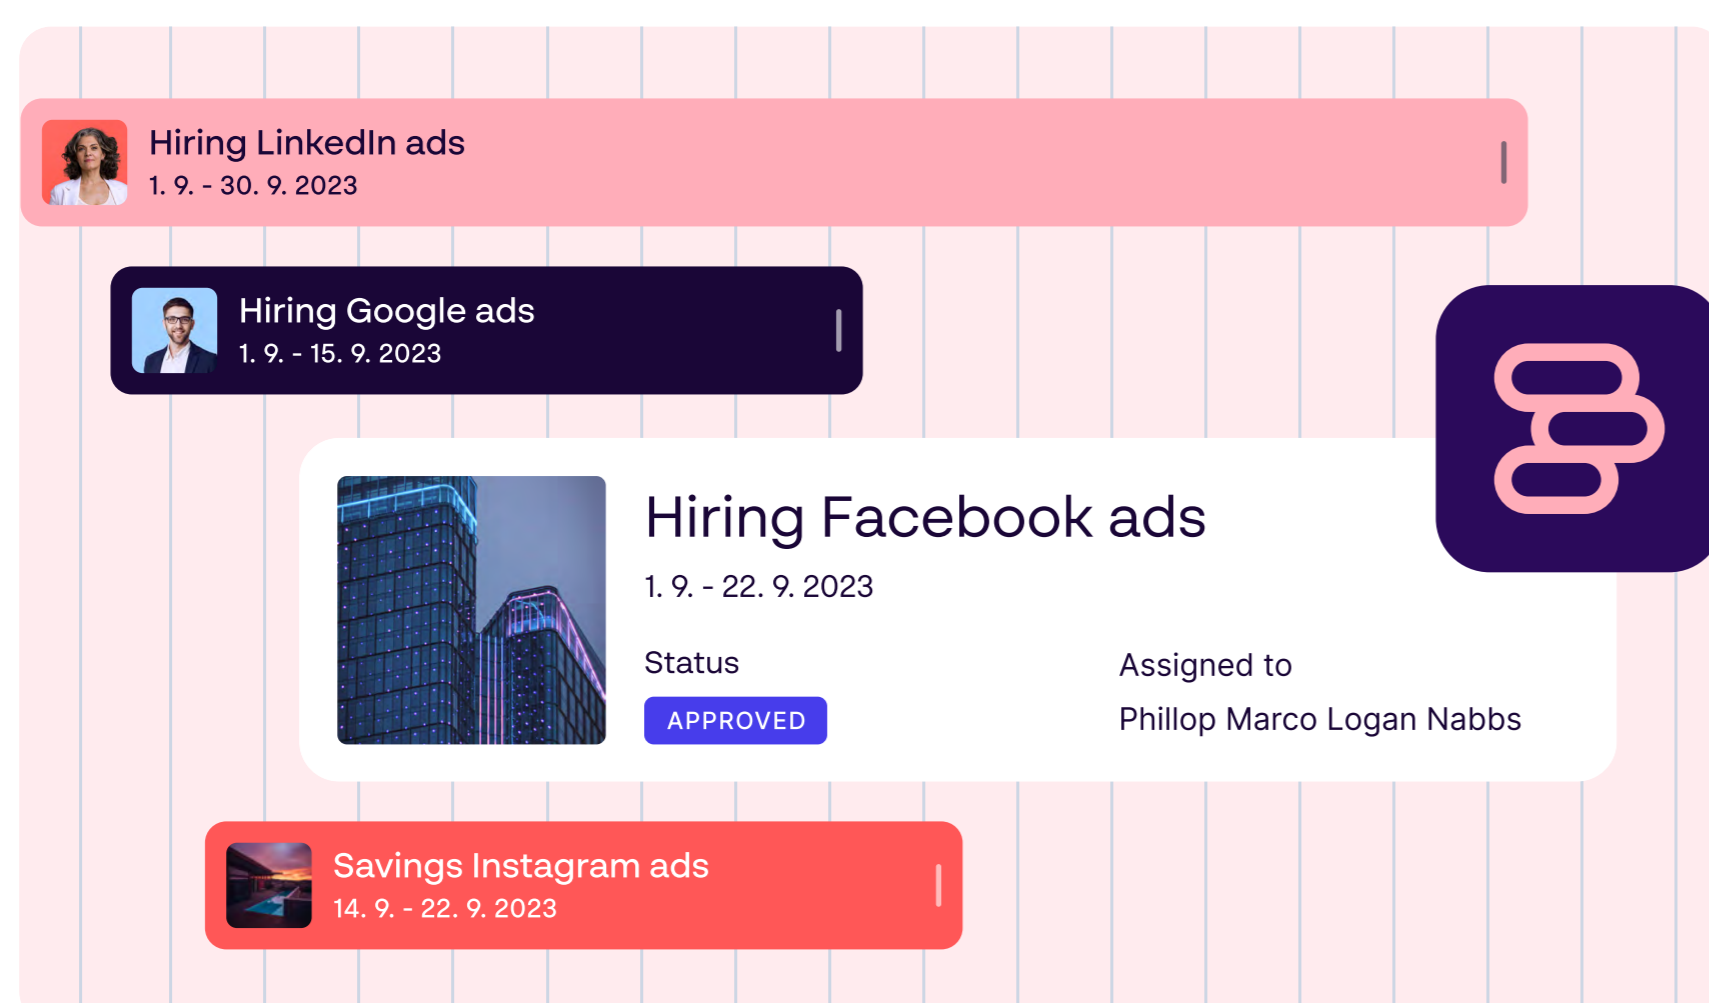 Hiring LinkedIn ads
1. 9. - 30. 9. 2023
Hiring Google ads
1. 9. - 15. 9. 2023
Hiring Facebook ads
1. 9. - 22. 9. 2023
Status
APPROVED
Assigned to
Phillop Marco Logan Nabbs
Savings Instagram ads
14. 9. - 22. 9. 2023